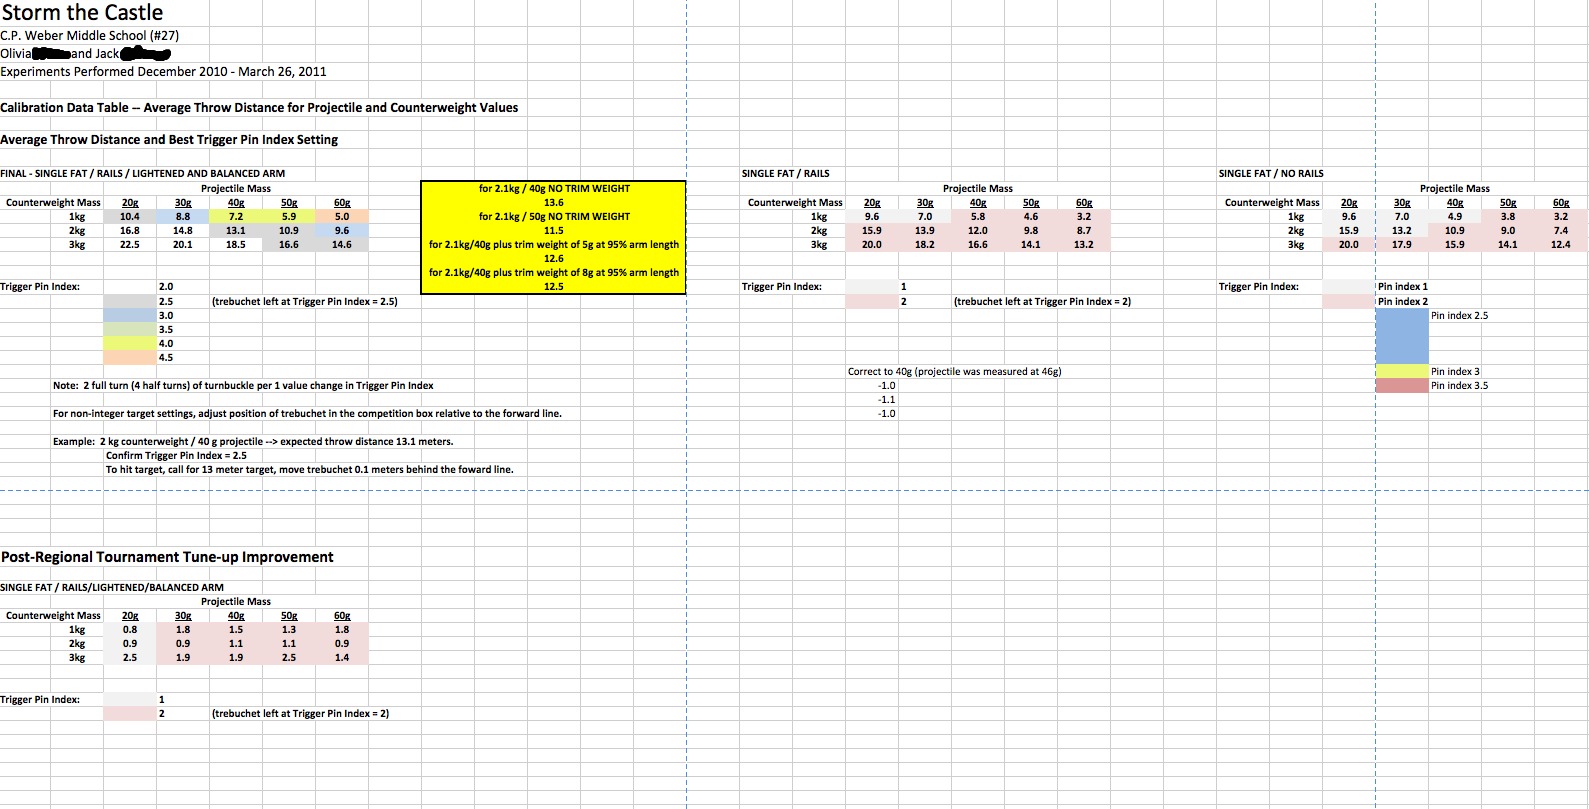 Storm the Castle
C.P. Weber Middle School (#27)
Olivia and Jack
Experiments Performed December 2010 - March 26, 2011
Calibration Data Table -- Average Throw Distance for Projectile and Counterweight Values
Average Throw Distance and Best Trigger Pin Index Setting
FINAL - SINGLE FAT / RAILS / LIGHTENED AND BALANCED ARM
Projectile Mass
Counterweight Mass 20g 30g 40g 50g 60g
1kg 10.4 8.8 7.2 5.9 5.0
2kg 16.8 14.8 13.1 10.9 9.6
3kg 22.5 20.1 18.5 16.6 14.6
Trigger Pin Index: 2.0
2.5 (trebuchet left at Trigger Pin Index = 2.5)
3.0
3.5
4.0
4.5
Note: 2 full turn (4 half turns) of turnbuckle per 1 value change in Trigger Pin Index
For non-integer target settings, adjust position of trebuchet in the competition box relative to the forward line.
Example: 2 kg counterweight / 40 g projectile --> expected throw distance 13.1 meters.
Confirm Trigger Pin Index = 2.5
To hit target, call for 13 meter target, move trebuchet 0.1 meters behind the foward line.
for 2.1kg / 40g NO TRIM WEIGHT
13.6
for 2.1kg / 50g NO TRIM WEIGHT
11.5
for 2.1kg/40g plus trim weight of 5g at 95% arm length
12.6
for 2.1kg/40g plus trim weight of 8g at 95% arm length
12.5
SINGLE FAT / RAILS
Projectile Mass
Counterweight Mass 20g 30g 40g 50g 60g
1kg 9.6 7.0 5.8 4.6 3.2
2kg 15.9 13.9 12.0 9.8 8.7
3kg 20.0 18.2 16.6 14.1 13.2
Trigger Pin Index: 1
2 (trebuchet left at Trigger Pin Index = 2)
Correct to 40g (projectile was measured at 46g)
-1.0
-1.1
-1.0
SINGLE FAT / NO RAILS
Projectile Mass
Counterweight Mass 20g 30g 40g 50g 60g
1kg 9.6 7.0 4.9 3.8 3.2
2kg 15.9 13.2 10.9 9.0 7.4
3kg 20.0 17.9 15.9 14.1 12.4
Trigger Pin Index: Pin index 1
Pin index 2
Pin index 2.5
Pin index 3
Pin index 3.5
Post-Regional Tournament Tune-up Improvement
SINGLE FAT / RAILS/LIGHTENED/BALANCED ARM
Projectile Mass
Counterweight Mass 20g 30g 40g 50g 60g
1kg 0.8 1.8 1.5 1.3 1.8
2kg 0.9 0.9 1.1 1.1 0.9
3kg 2.5 1.9 1.9 2.5 1.4
Trigger Pin Index: 1
2 (trebuchet left at Trigger Pin Index = 2)